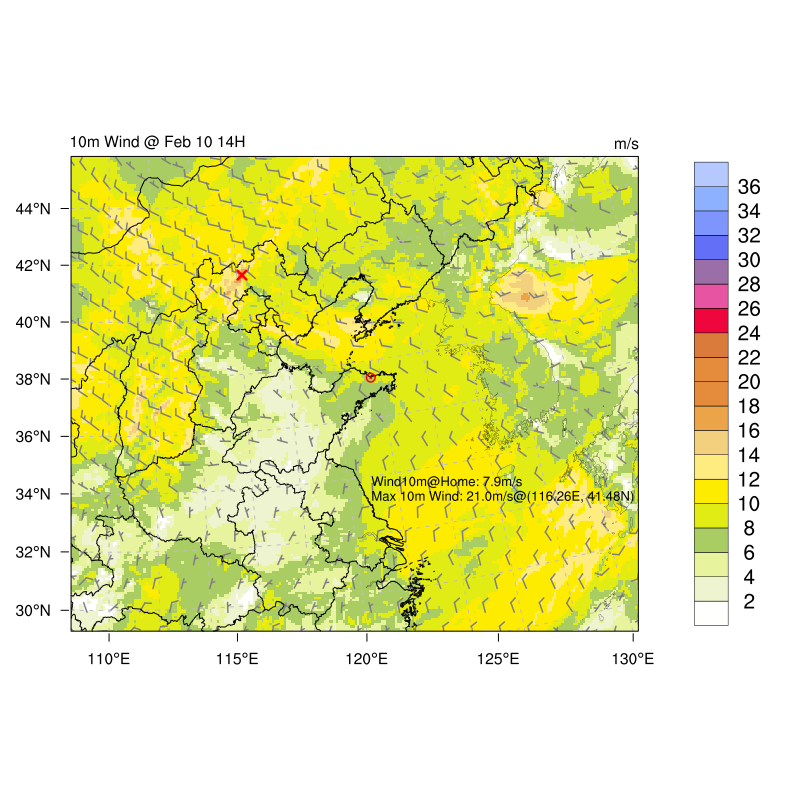 10m Wind @ Feb 10 14H
m/s
44°N
42°N
40°N
38°N
36°N
34°N
32°N
30°N
Wind10m@Home: 7.9m/s
Max 10m Wind: 21.0m/s@(116.26E, 41.48N)
110°E
115°E
120°E
125°E
130°E
36
34
32
30
28
26
24
22
20
18
16
14
12
10
8
6
4
2